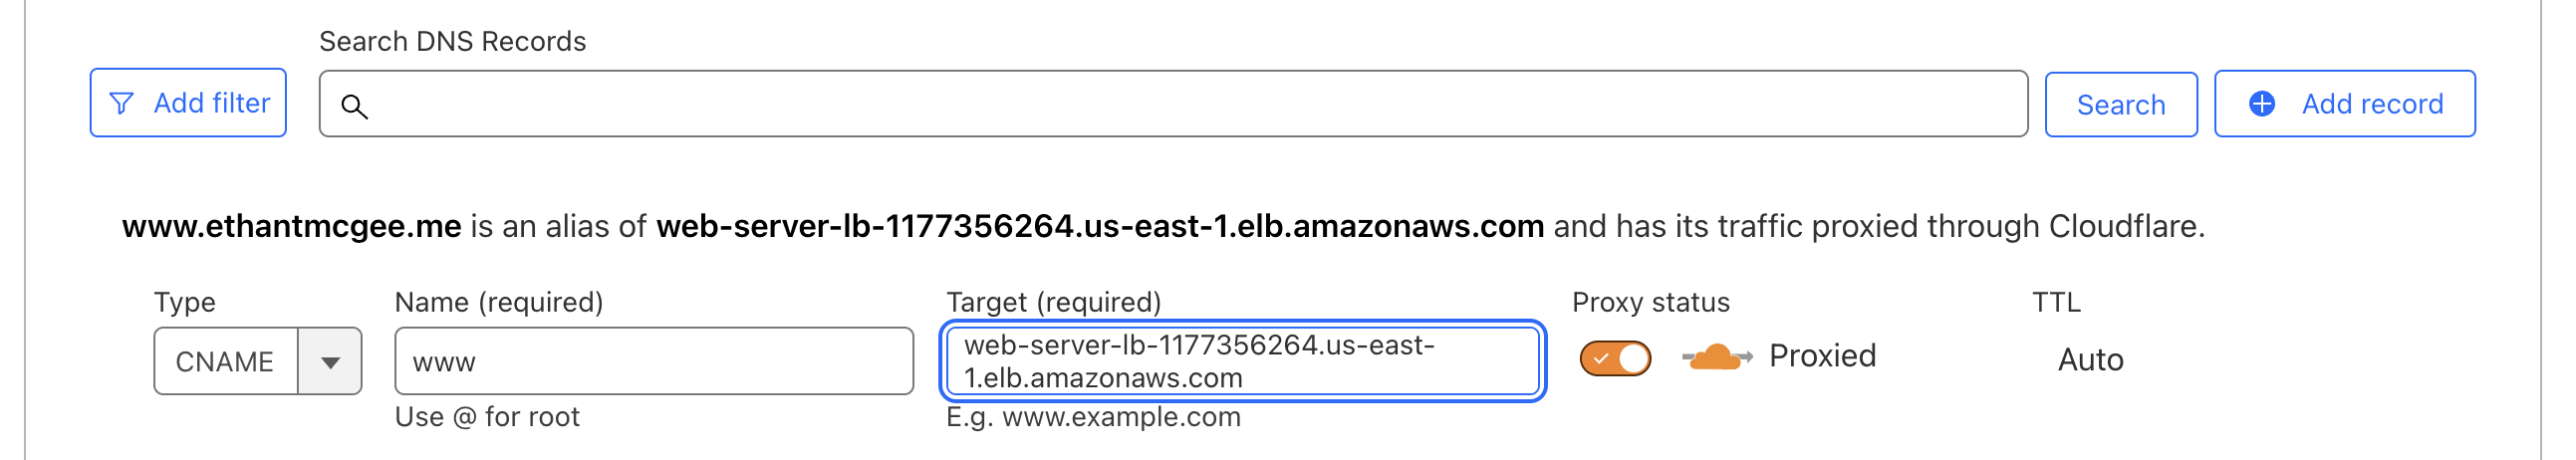 Search DNS Records
Add filter
Search
Add record
www.ethantmcgee.me is an alias of web-server-lb-1177356264.us-east-1.elb.amazonaws.com and has its traffic proxied through Cloudflare.
Type
Name (required)
Target (required)
Proxy status
TTL
CNAME
www
web-server-lb-1177356264.us-east-
1.elb.amazonaws.com
Proxied
Auto
Use @ for root
E.g. www.example.com